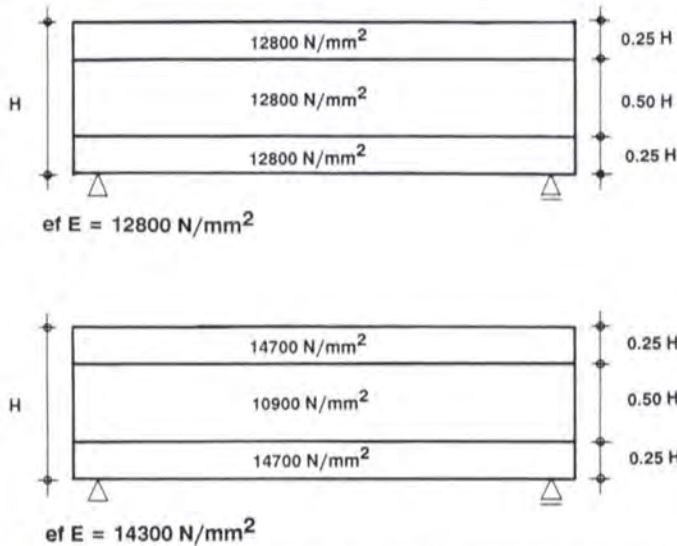 12800 N/mm²
0.25 H
H
12800 N/mm²
0.50 H
12800 N/mm²
0.25 H
ef E = 12800 N/mm²
14700 N/mm²
0.25 H
H
10900 N/mm²
0.50 H
14700 N/mm²
0.25 H
ef E = 14300 N/mm²